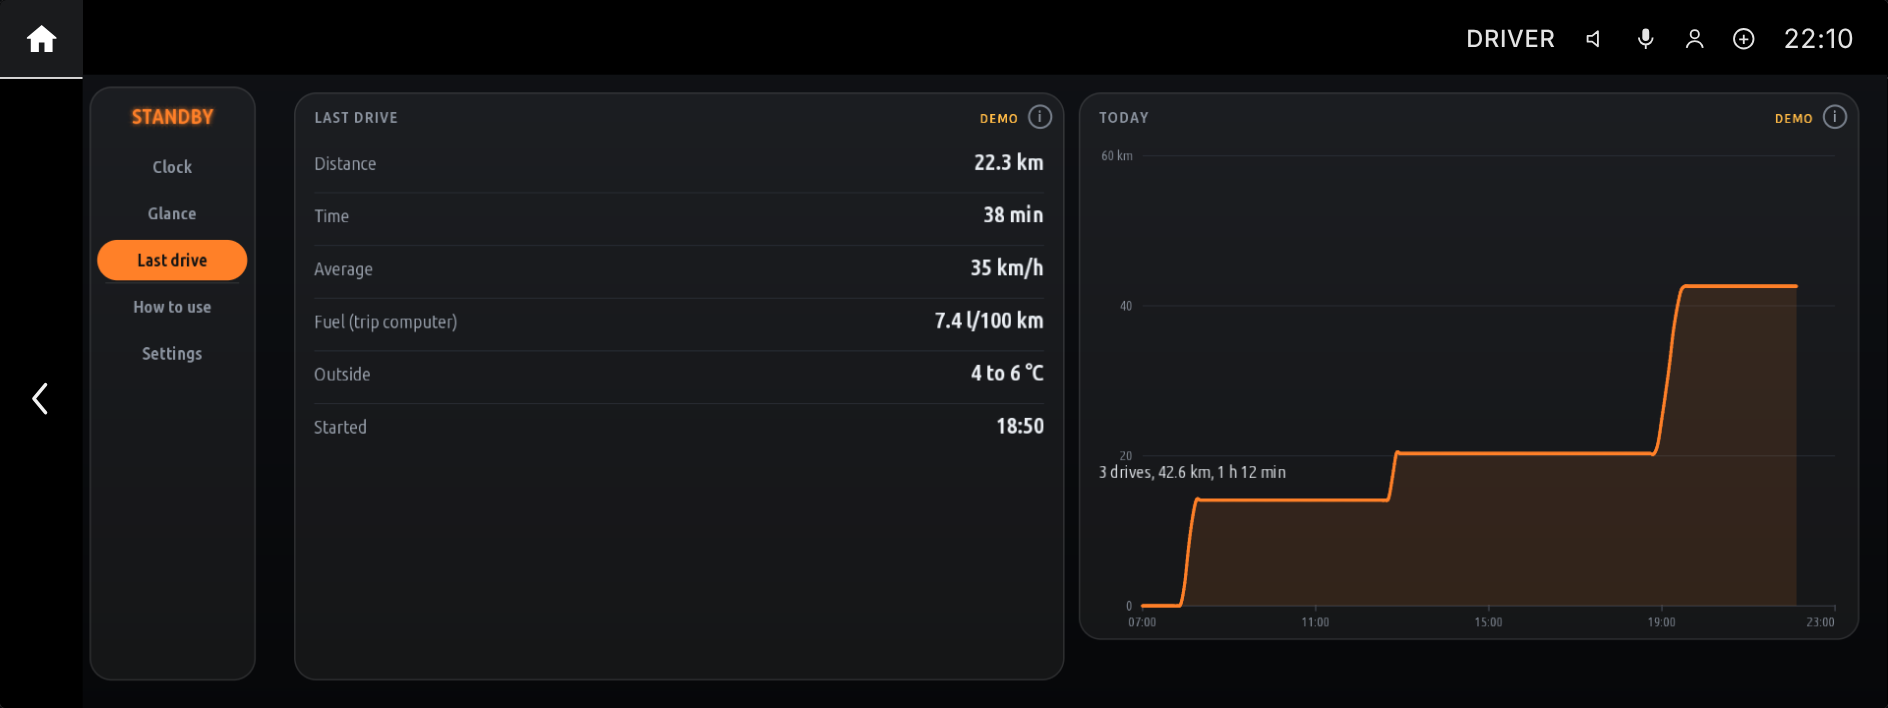 DRIVER 22:10
STANDBY
Clock
Glance
Last drive
How to use
Settings
LAST DRIVE DEMO i
Distance 22.3 km
Time 38 min
Average 35 km/h
Fuel (trip computer) 7.4 l/100 km
Outside 4 to 6 °C
Started 18:50
TODAY DEMO i
60 km
40
20
3 drives, 42.6 km, 1 h 12 min
0
07:00 11:00 15:00 19:00 23:00